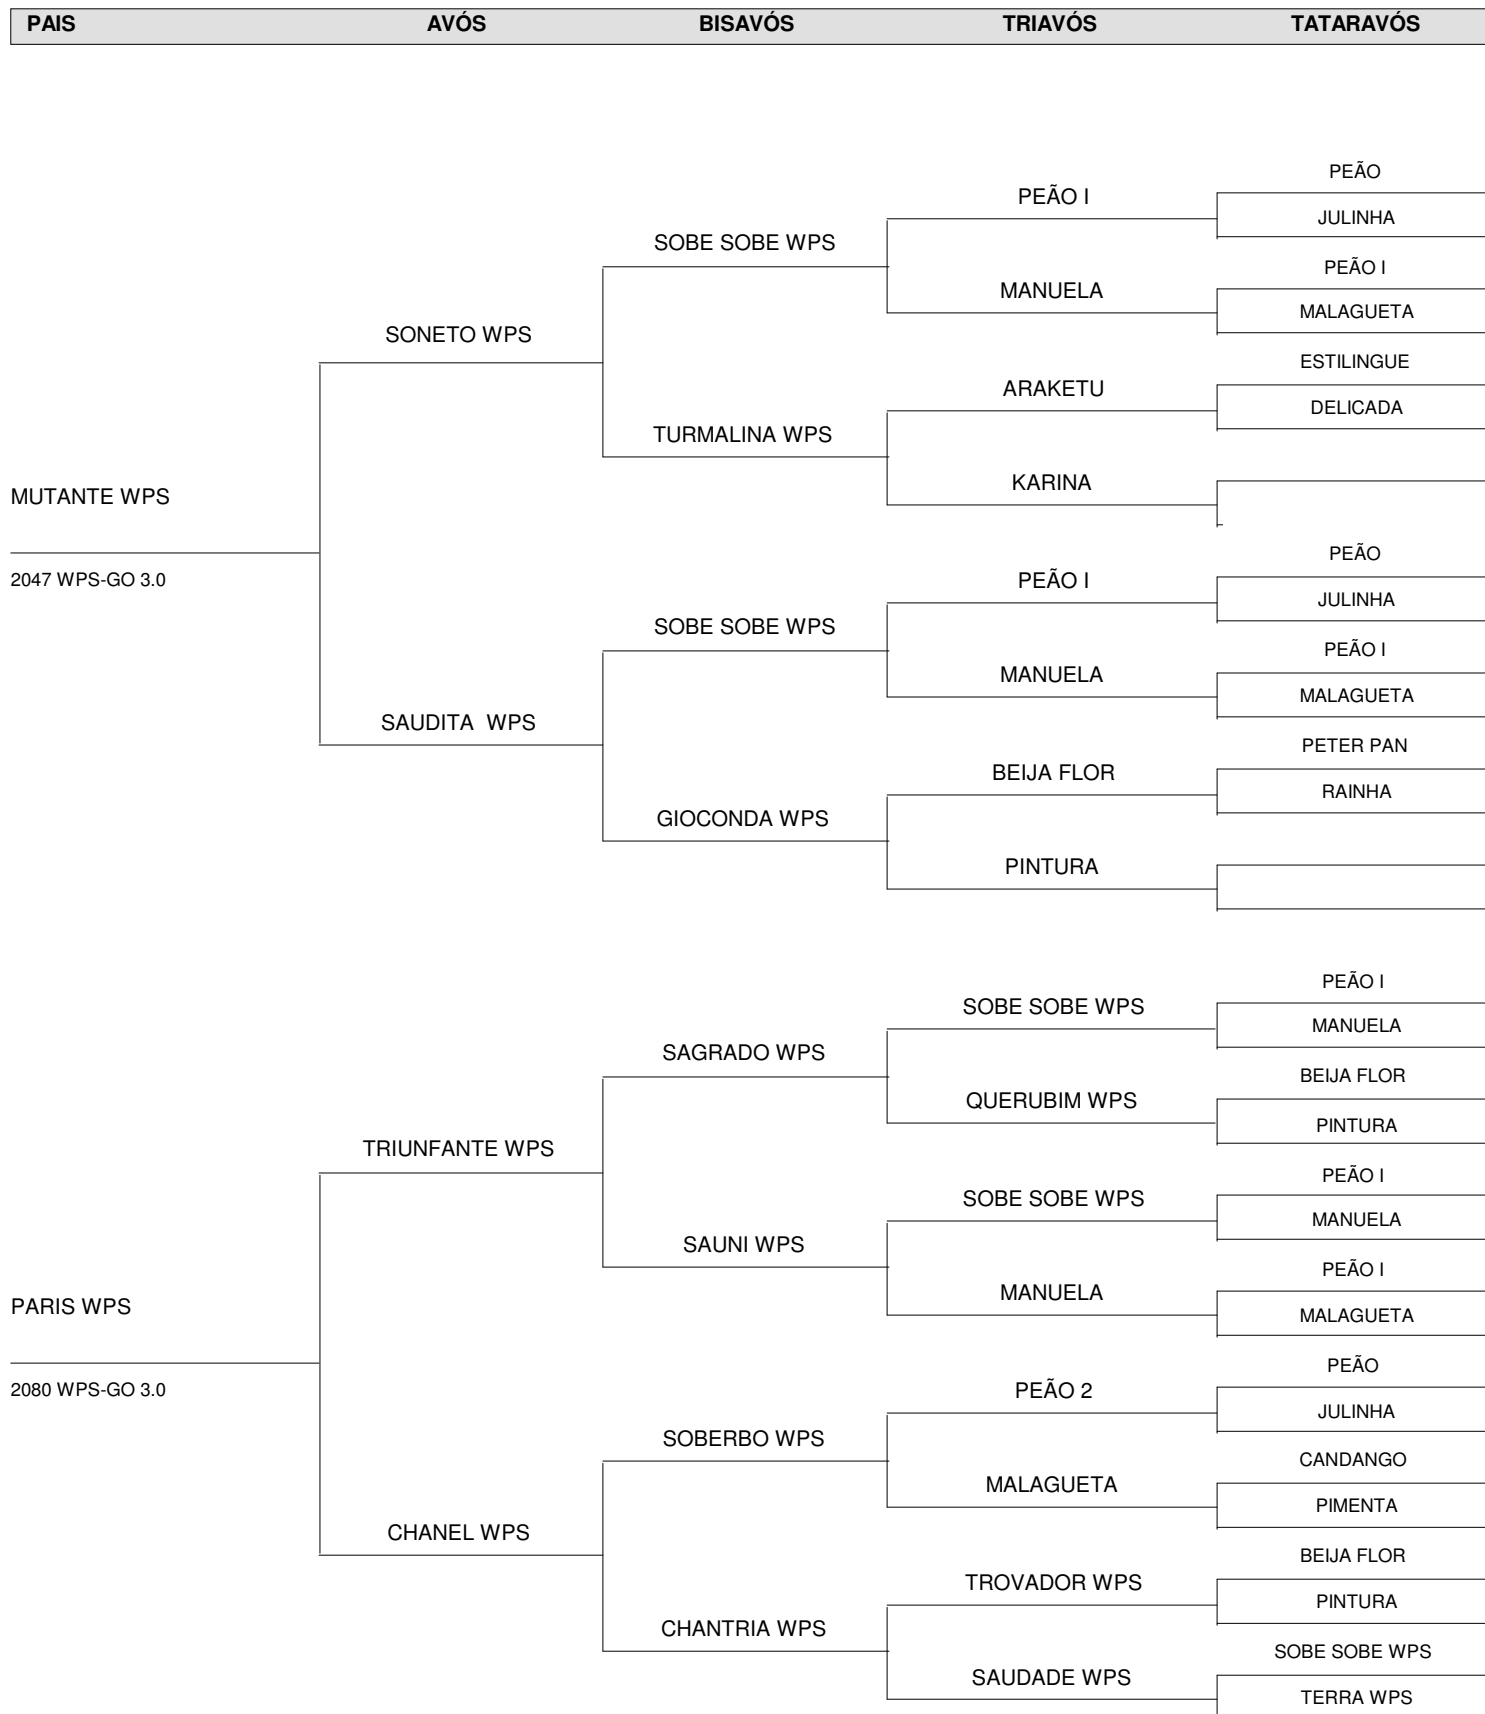 PAIS AVÓS BISAVÓS TRIAVÓS TATARAVÓS
PEÃO
PEÃO I
JULINHA
SOBE SOBE WPS
PEÃO I
MANUELA
MALAGUETA
SONETO WPS
ESTILINGUE
ARAKETU
DELICADA
TURMALINA WPS
KARINA
MUTANTE WPS
PEÃO
2047 WPS-GO 3.0
PEÃO I
JULINHA
SOBE SOBE WPS
PEÃO I
MANUELA
MALAGUETA
SAUDITA WPS
PETER PAN
BEIJA FLOR
RAINHA
GIOCONDA WPS
PINTURA
PEÃO I
SOBE SOBE WPS
MANUELA
SAGRADO WPS
BEIJA FLOR
QUERUBIM WPS
PINTURA
TRIUNFANTE WPS
PEÃO I
SOBE SOBE WPS
MANUELA
SAUNI WPS
PEÃO I
MANUELA
PARIS WPS
MALAGUETA
PEÃO
2080 WPS-GO 3.0
PEÃO 2
JULINHA
SOBERBO WPS
CANDANGO
MALAGUETA
PIMENTA
CHANEL WPS
BEIJA FLOR
TROVADOR WPS
PINTURA
CHANTRIA WPS
SOBE SOBE WPS
SAUDADE WPS
TERRA WPS